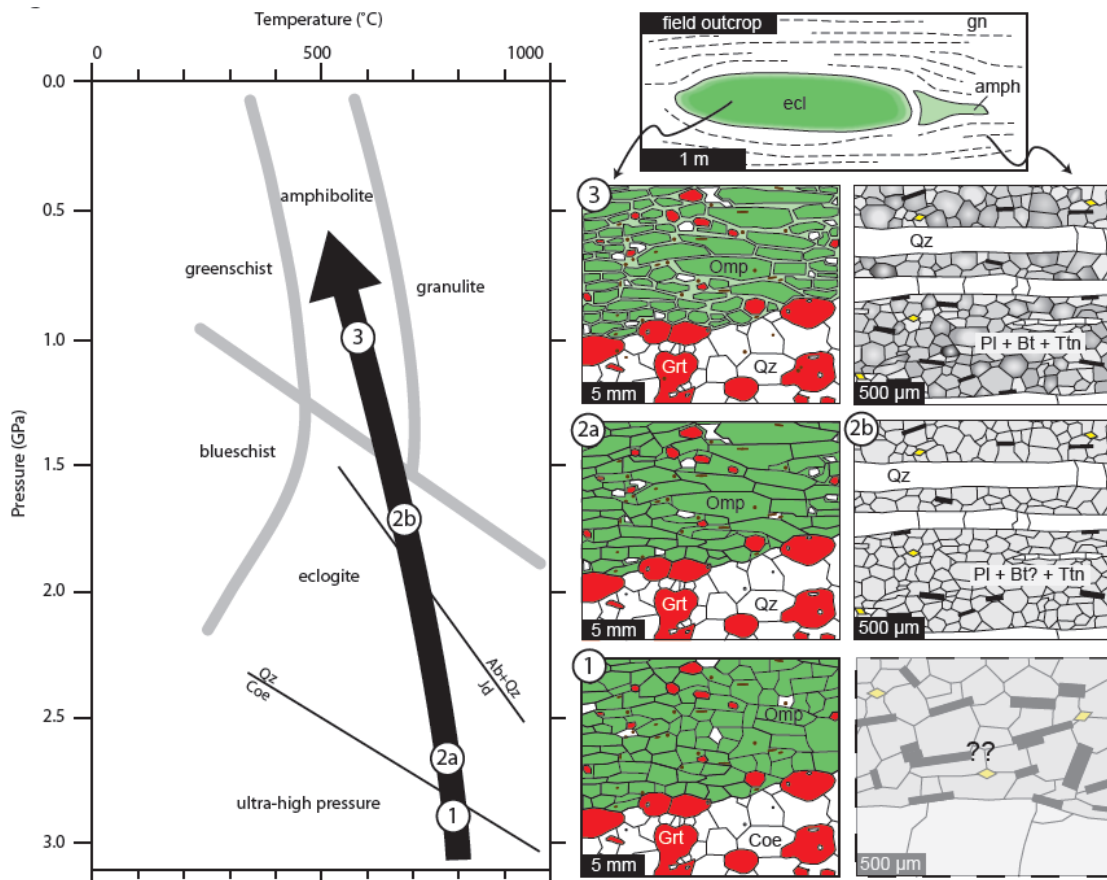 Temperature (˚C)
0
500
1000
Pressure (GPa)
0.0
0.5
1.0
1.5
2.0
2.5
3.0
amphibolite
greenschist
granulite
3
blueschist
2b
eclogite
Qz
Coe
Ab+Qz
Jd
2a
ultra-high pressure
1
field outcrop
gn
ecl
amph
1 m
3
Omp
Grt
Qz
5 mm
Qz
Pl + Bt + Ttn
500 µm
2a
Omp
Grt
Qz
5 mm
2b
Qz
Pl + Bt? + Ttn
500 µm
1
Omp
Grt
Coe
5 mm
??
500 µm